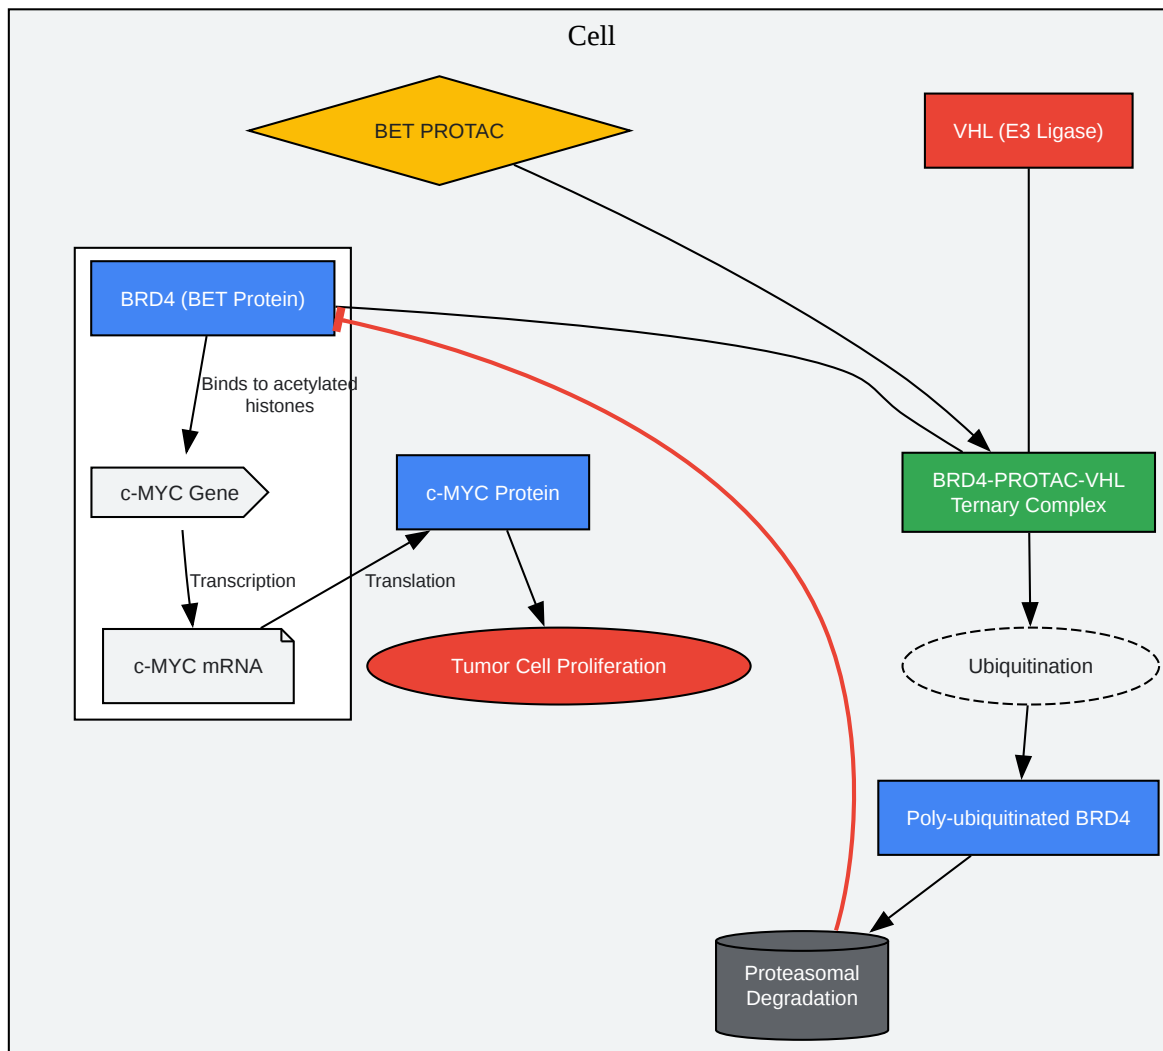 Cell
BET PROTAC
VHL (E3 Ligase)
BRD4 (BET Protein)
Binds to acetylated
histones
c-MYC Gene
c-MYC Protein
BRD4-PROTAC-VHL
Ternary Complex
Transcription
Translation
c-MYC mRNA
Tumor Cell Proliferation
Ubiquitination
Poly-ubiquitinated BRD4
Proteasomal
Degradation